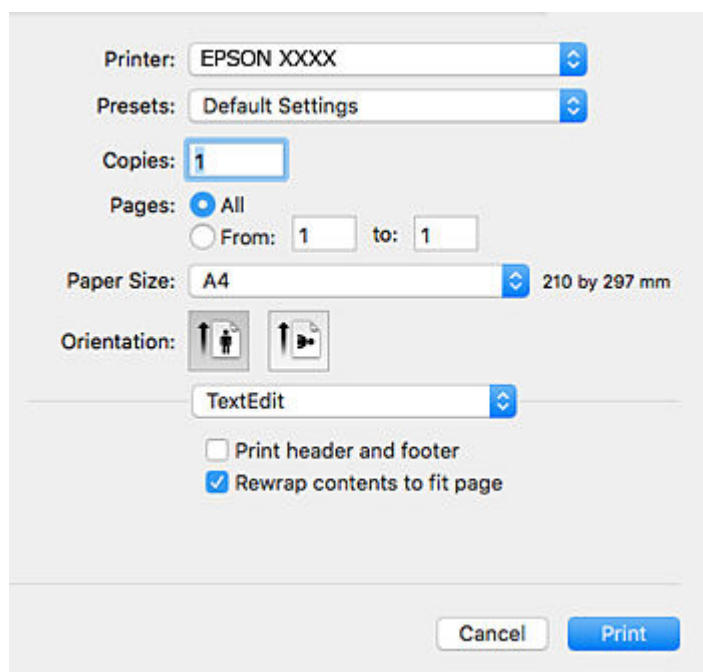 Printer: EPSON XXXX
Presets: Default Settings
Copies: 1
Pages: All
From: 1 to: 1
Paper Size: A4 210 by 297 mm
Orientation:
TextEdit
Print header and footer
Rewrap contents to fit page
Cancel Print